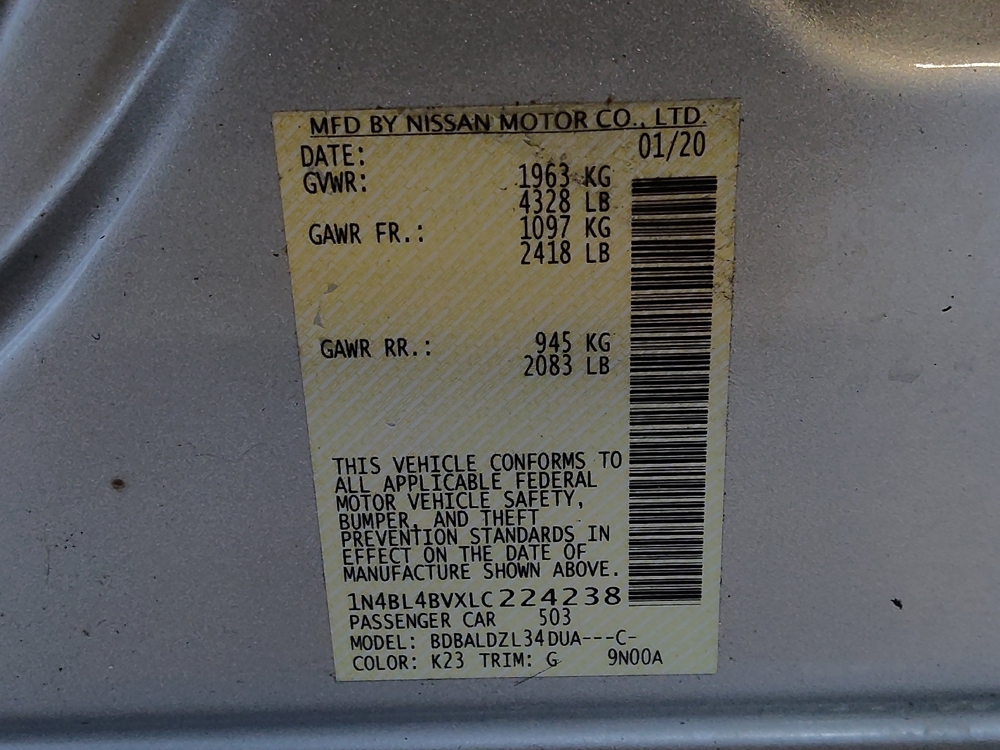 MFD BY NISSAN MOTOR CO., LTD.
DATE: 01/20
GVWR: 1963 KG
4328 LB
GAWR FR.: 1097 KG
2418 LB
GAWR RR.: 945 KG
2083 LB
THIS VEHICLE CONFORMS TO
ALL APPLICABLE FEDERAL
MOTOR VEHICLE SAFETY,
BUMPER, AND THEFT
PREVENTION STANDARDS IN
EFFECT ON THE DATE OF
MANUFACTURE SHOWN ABOVE.
1N4BL4BVXLC224238
PASSENGER CAR 503
MODEL: BDBALDZL34DUA---C-
COLOR: K23 TRIM: G 9N00A